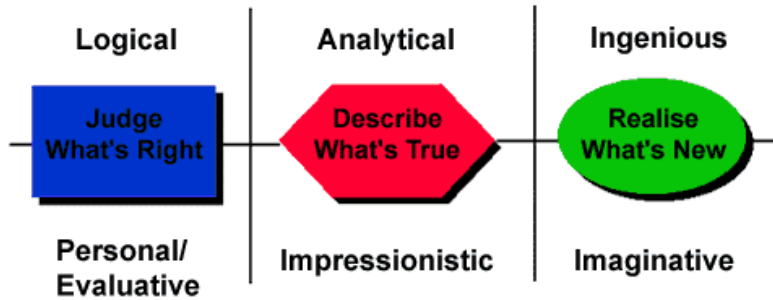 Logical
Analytical
Ingenious
Judge
What's Right
Describe
What's True
Realise
What's New
Personal/
Evaluative
Impressionistic
Imaginative